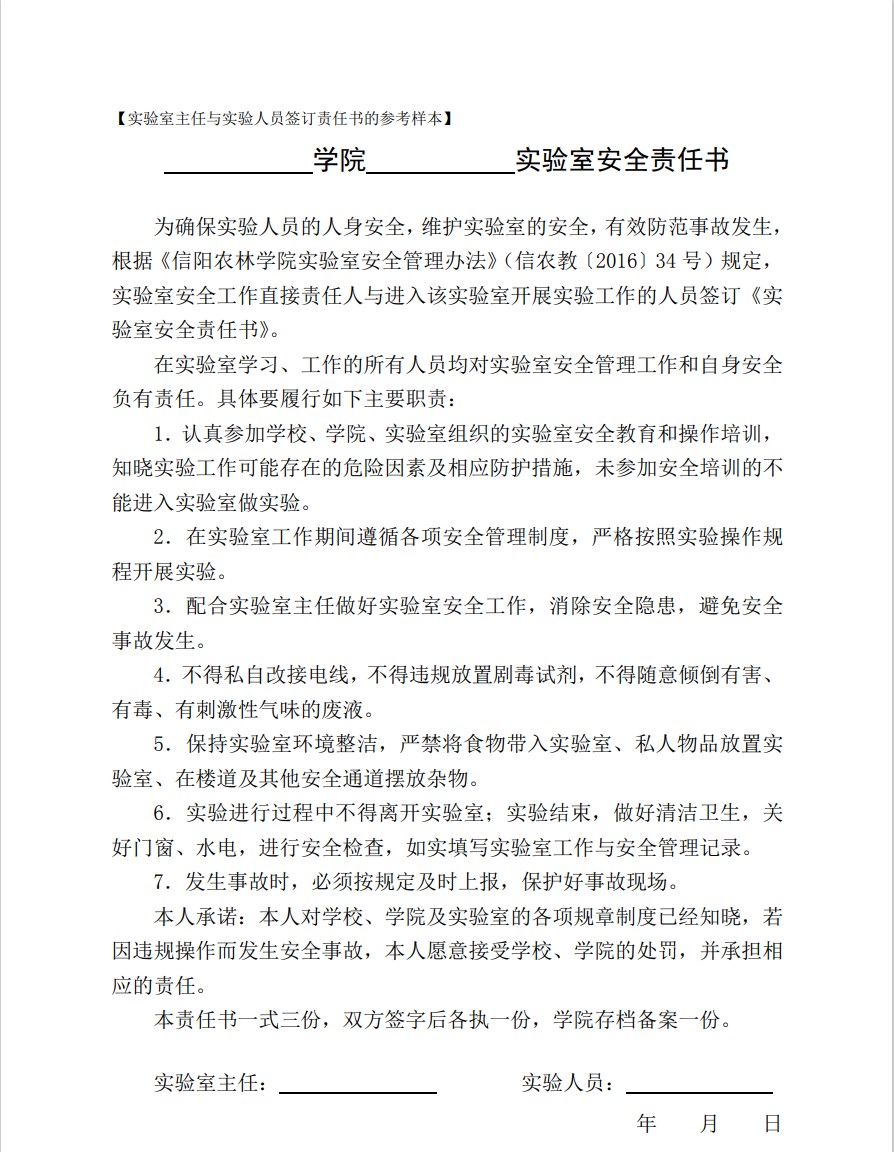 【实验室主任与实验人员签订责任书的参考样本】
___________学院___________实验室安全责任书
为确保实验人员的人身安全，维护实验室的安全，有效防范事故发生，
根据《信阳农林学院实验室安全管理办法》（信农教〔2016〕34 号）规定，
实验室安全工作直接责任人与进入该实验室开展实验工作的人员签订《实
验室安全责任书》。
在实验室学习、工作的所有人员均对实验室安全管理工作和自身安全
负有责任。具体要履行如下主要职责：
1．认真参加学校、学院、实验室组织的实验室安全教育和操作培训，
知晓实验工作可能存在的危险因素及相应防护措施，未参加安全培训的不
能进入实验室做实验。
2．在实验室工作期间遵循各项安全管理制度，严格按照实验操作规
程开展实验。
3．配合实验室主任做好实验室安全工作，消除安全隐患，避免安全
事故发生。
4．不得私自改接电线，不得违规放置剧毒试剂，不得随意倾倒有害、
有毒、有刺激性气味的废液。
5．保持实验室环境整洁，严禁将食物带入实验室、私人物品放置实
验室、在楼道及其他安全通道摆放杂物。
6．实验进行过程中不得离开实验室；实验结束，做好清洁卫生，关
好门窗、水电，进行安全检查，如实填写实验室工作与安全管理记录。
7．发生事故时，必须按规定及时上报，保护好事故现场。
本人承诺：本人对学校、学院及实验室的各项规章制度已经知晓，若
因违规操作而发生安全事故，本人愿意接受学校、学院的处罚，并承担相
应的责任。
本责任书一式三份，双方签字后各执一份，学院存档备案一份。
实验室主任：___________ 实验人员：___________
年 月 日